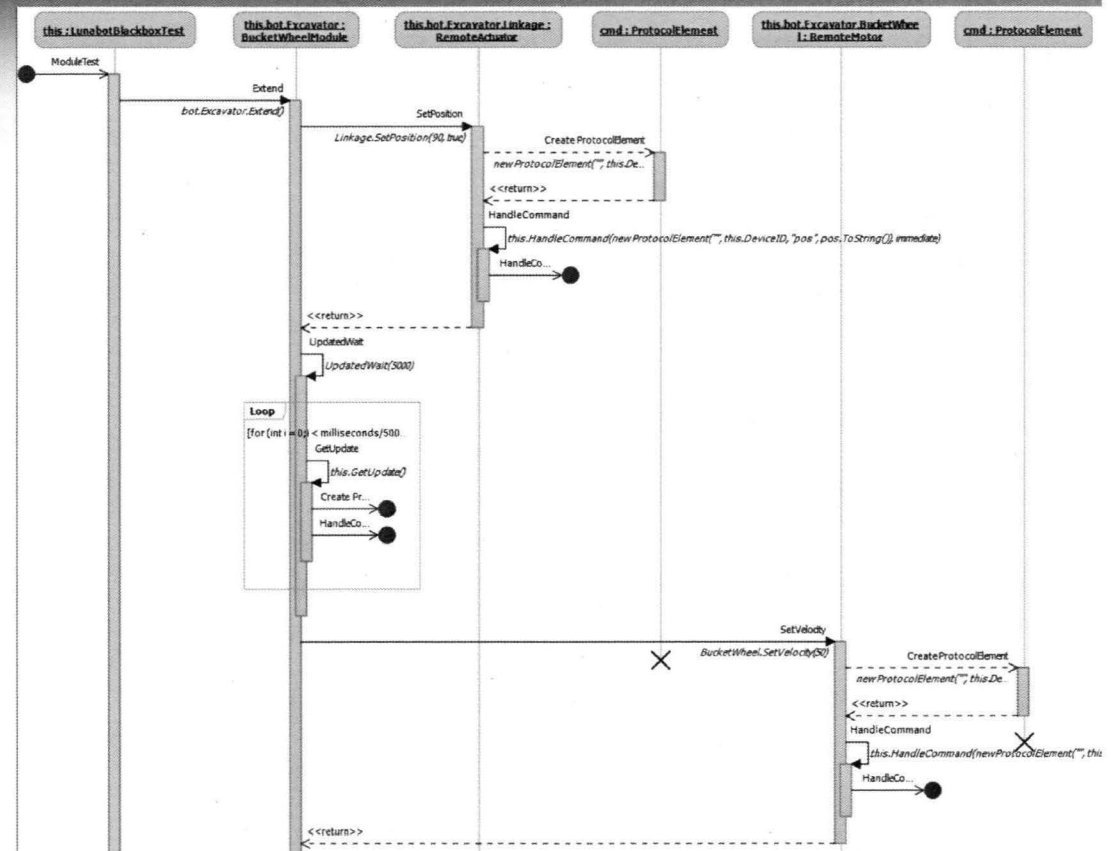 this : LunabotBlackboxTest
this.bot.Excavator :
BucketWheelModule
this.bot.Excavator.Linkage :
RemoteActuator
cmd : ProtocolElement
this.bot.Excavator.BucketWhee
l : RemoteMotor
cmd : ProtocolElement
ModuleTest
Extend
bot.Excavator.Extend()
SetPosition
Linkage.SetPosition(90, true)
Create ProtocolElement
new ProtocolElement("", this.De...
<<return>>
HandleCommand
this.HandleCommand(new ProtocolElement("", this.DeviceID, "pos", pos.ToString()), immediate)
HandleCo...
<<return>>
UpdatedWait
UpdatedWait(5000)
Loop
[for (int i = 0;i < milliseconds/500...
GetUpdate
this.GetUpdate()
Create Pr...
HandleCo...
SetVelocity
BucketWheel.SetVelocity(50)
Create ProtocolElement
new ProtocolElement("", this.De...
<<return>>
HandleCommand
this.HandleCommand(new ProtocolElement("", this
HandleCo...
<<return>>